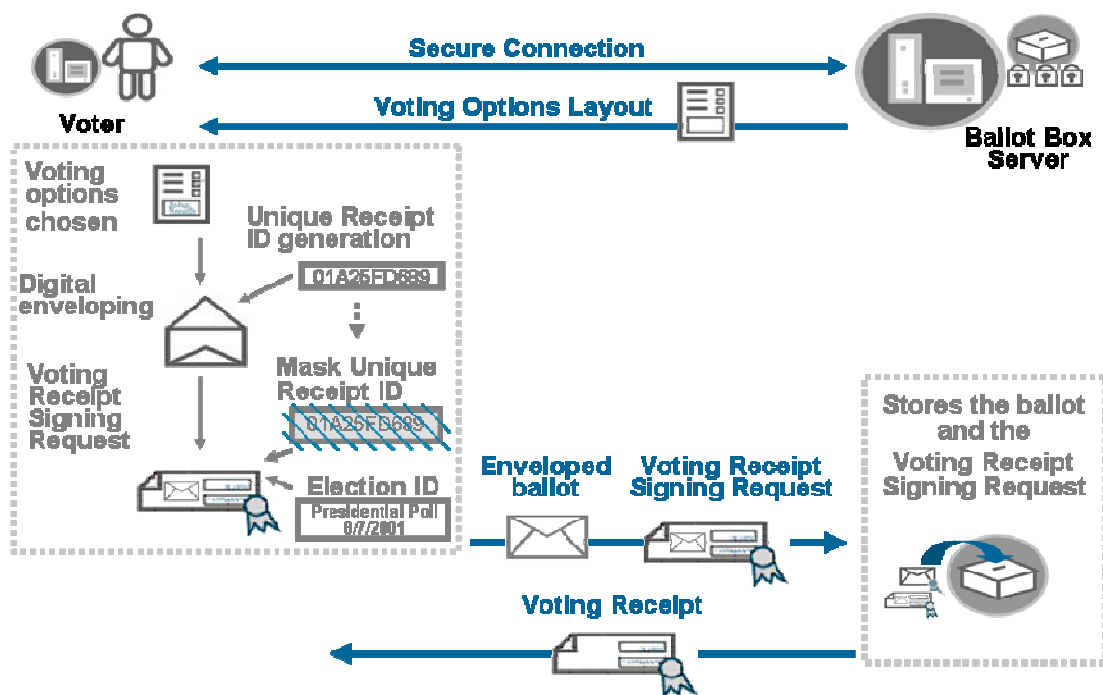 Secure Connection
Voting Options Layout
Voter
Ballot Box
Server
Voting
options
chosen
Unique Receipt
ID generation
01A25FD689
Digital
enveloping
Mask Unique
Receipt ID
01A25FD689
Voting
Receipt
Signing
Request
Election ID
Presidential Poll
Enveloped
ballot
Voting Receipt
Signing Request
Stores the ballot
and the
Voting Receipt
Signing Request
Voting Receipt